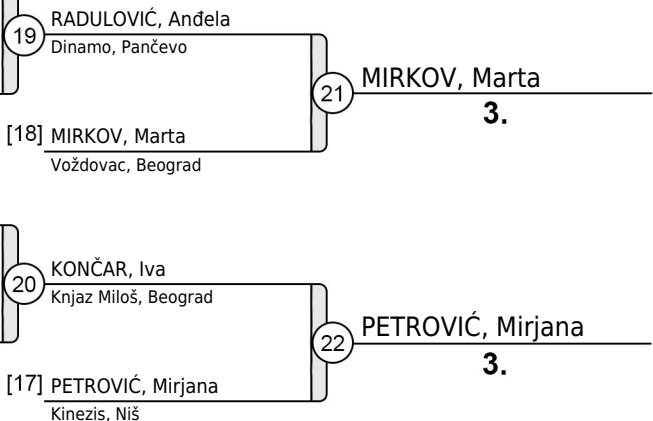 19
RADULOVIĆ, Anđela
Dinamo, Pančevo
21
MIRKOV, Marta
3.
[18] MIRKOV, Marta
Voždovac, Beograd
20
KONČAR, Iva
Knjaz Miloš, Beograd
22
PETROVIĆ, Mirjana
3.
[17] PETROVIĆ, Mirjana
Kinezis, Niš